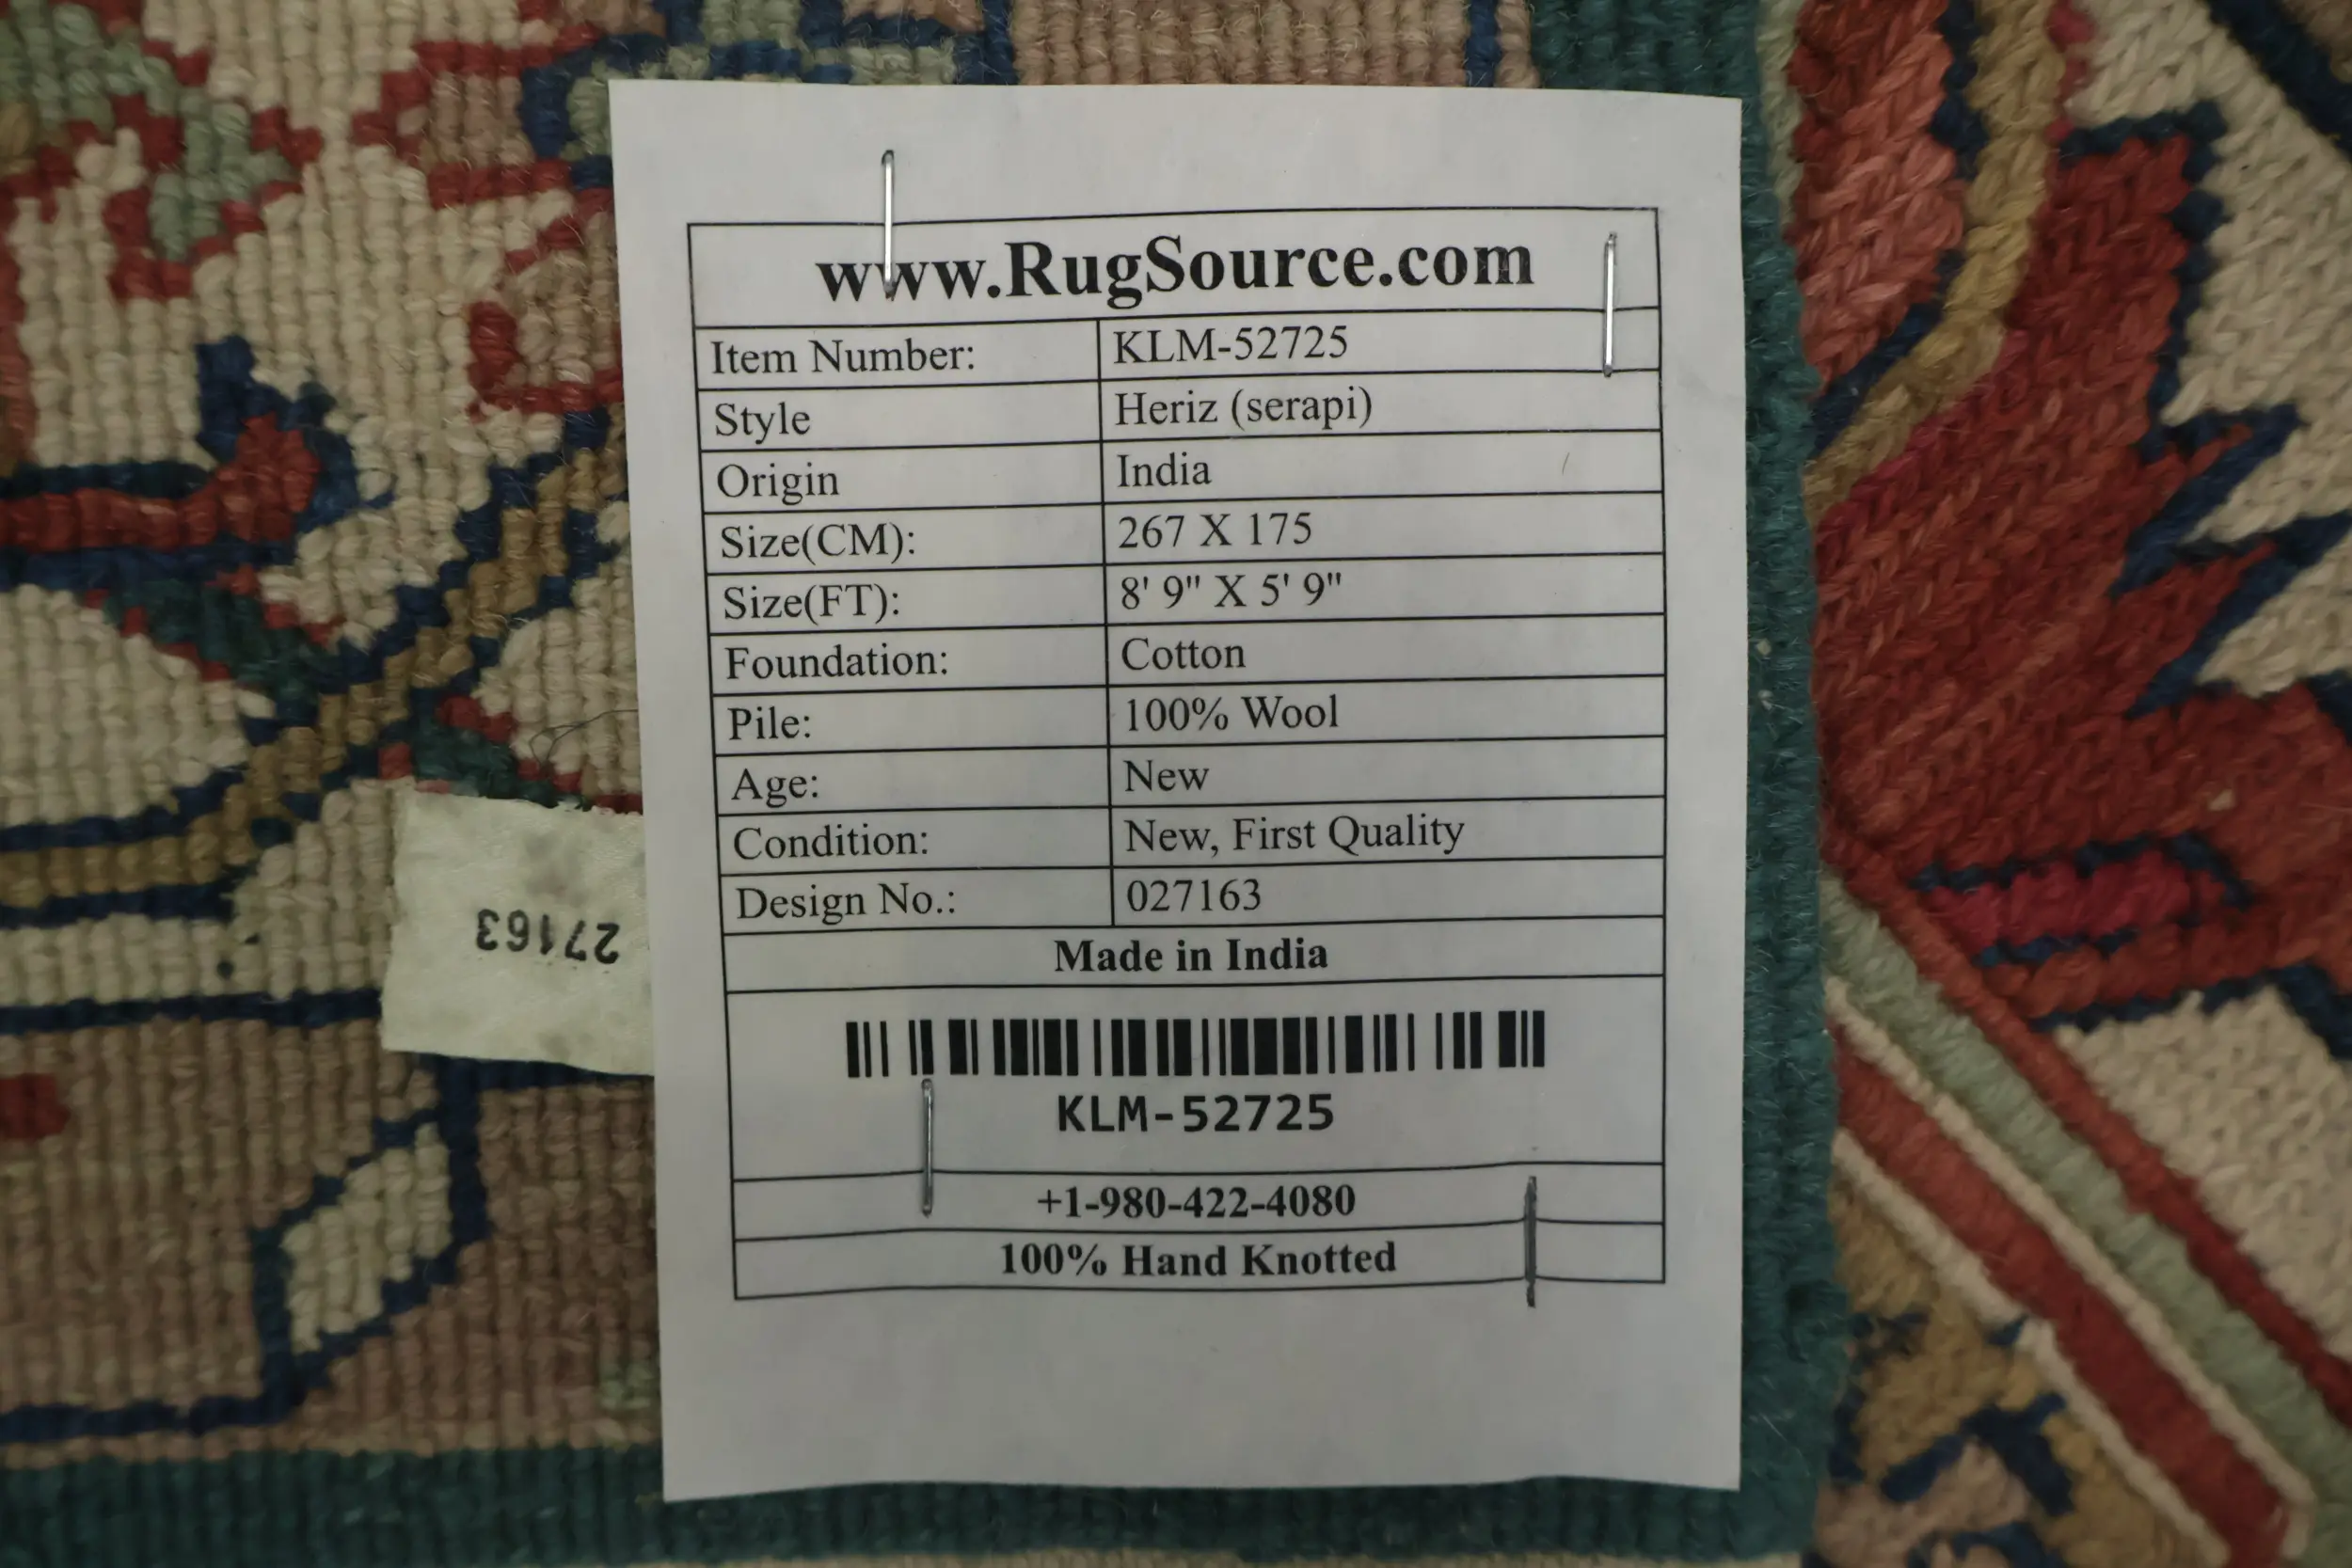 www.RugSource.com
Item Number: KLM-52725
Style Heriz (serapi)
Origin India
Size(CM): 267 X 175
Size(FT): 8' 9" X 5' 9"
Foundation: Cotton
Pile: 100% Wool
Age: New
Condition: New, First Quality
Design No.: 027163
Made in India
KLM-52725
+1-980-422-4080
100% Hand Knotted
27163